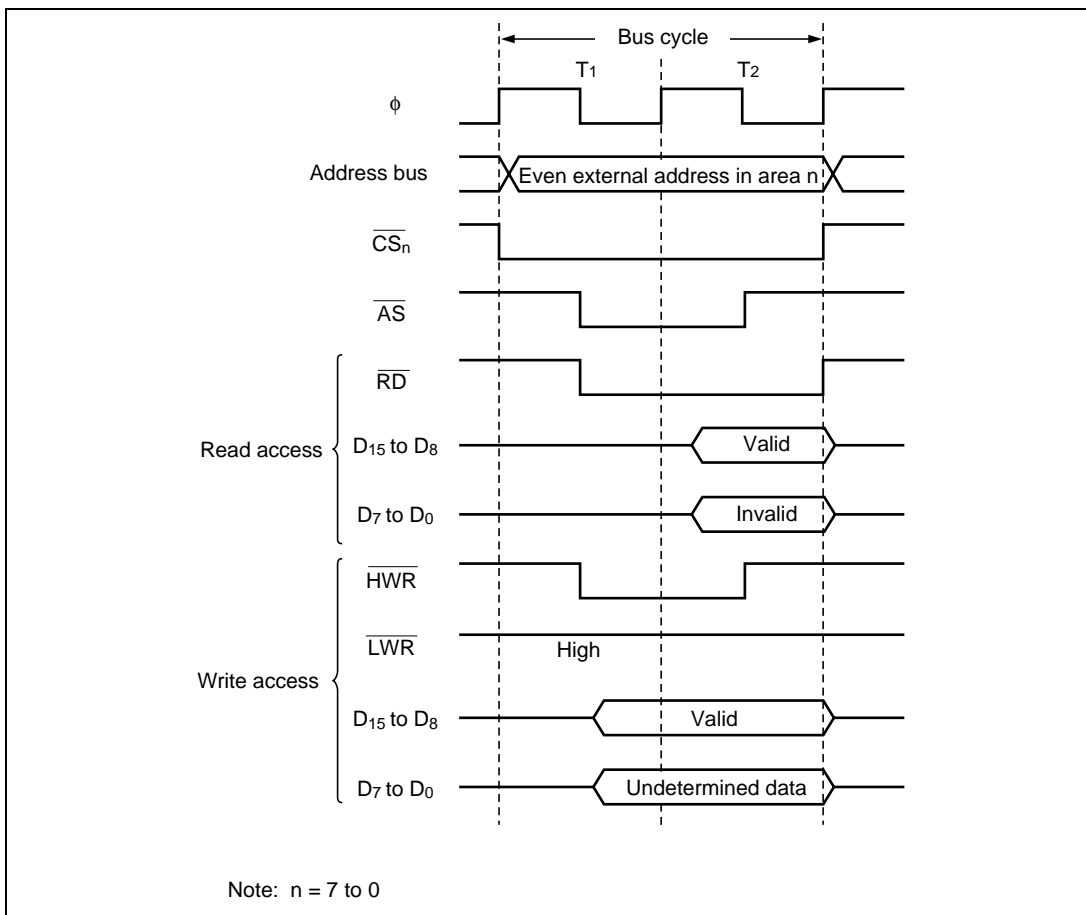 Bus cycle
T1 T2
ϕ
Address bus Even external address in area n
CSn
AS
RD
Read access
D15 to D8 Valid
D7 to D0 Invalid
HWR
LWR High
Write access
D15 to D8 Valid
D7 to D0 Undetermined data
Note: n = 7 to 0